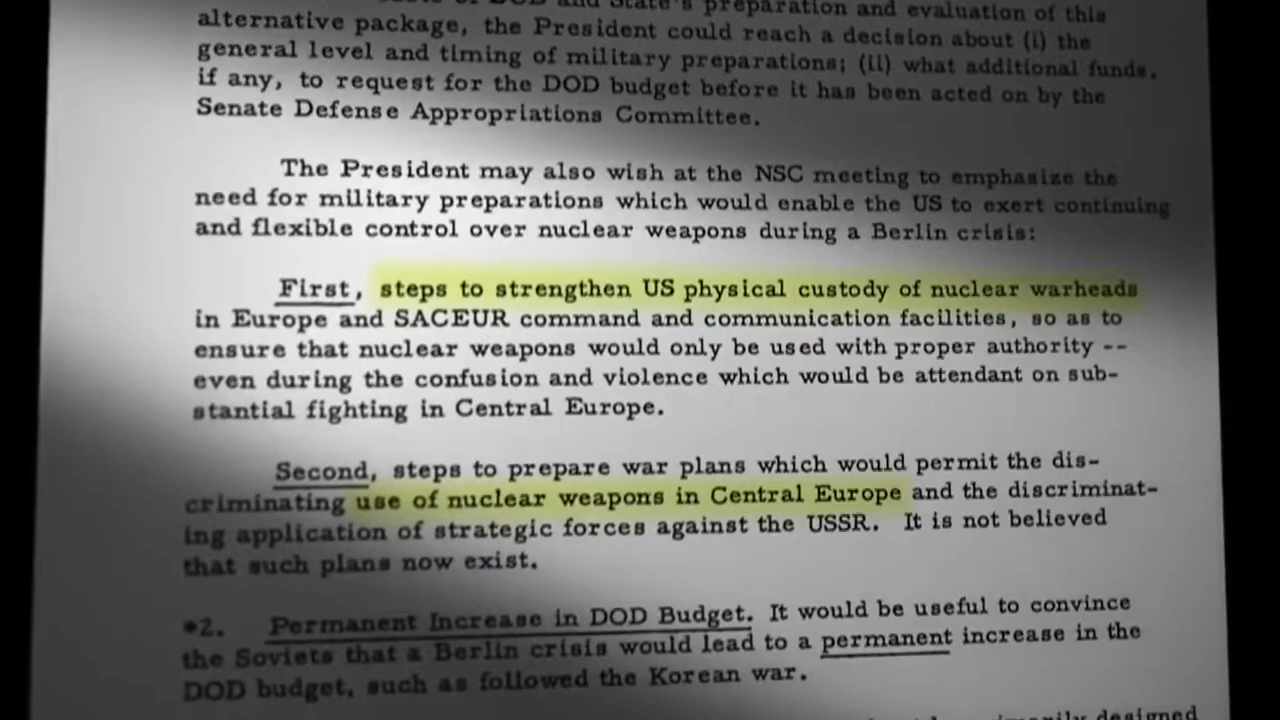 of DOD and State's preparation and evaluation of this
alternative package, the President could reach a decision about (i) the
general level and timing of military preparations; (ii) what additional funds,
if any, to request for the DOD budget before it has been acted on by the
Senate Defense Appropriations Committee.
The President may also wish at the NSC meeting to emphasize the
need for military preparations which would enable the US to exert continuing
and flexible control over nuclear weapons during a Berlin crisis:
First, steps to strengthen US physical custody of nuclear warheads
in Europe and SACEUR command and communication facilities, so as to
ensure that nuclear weapons would only be used with proper authority --
even during the confusion and violence which would be attendant on sub-
stantial fighting in Central Europe.
Second, steps to prepare war plans which would permit the dis-
criminating use of nuclear weapons in Central Europe and the discriminat-
ing application of strategic forces against the USSR. It is not believed
that such plans now exist.
*2. Permanent Increase in DOD Budget. It would be useful to convince
the Soviets that a Berlin crisis would lead to a permanent increase in the
DOD budget, such as followed the Korean war.
designed